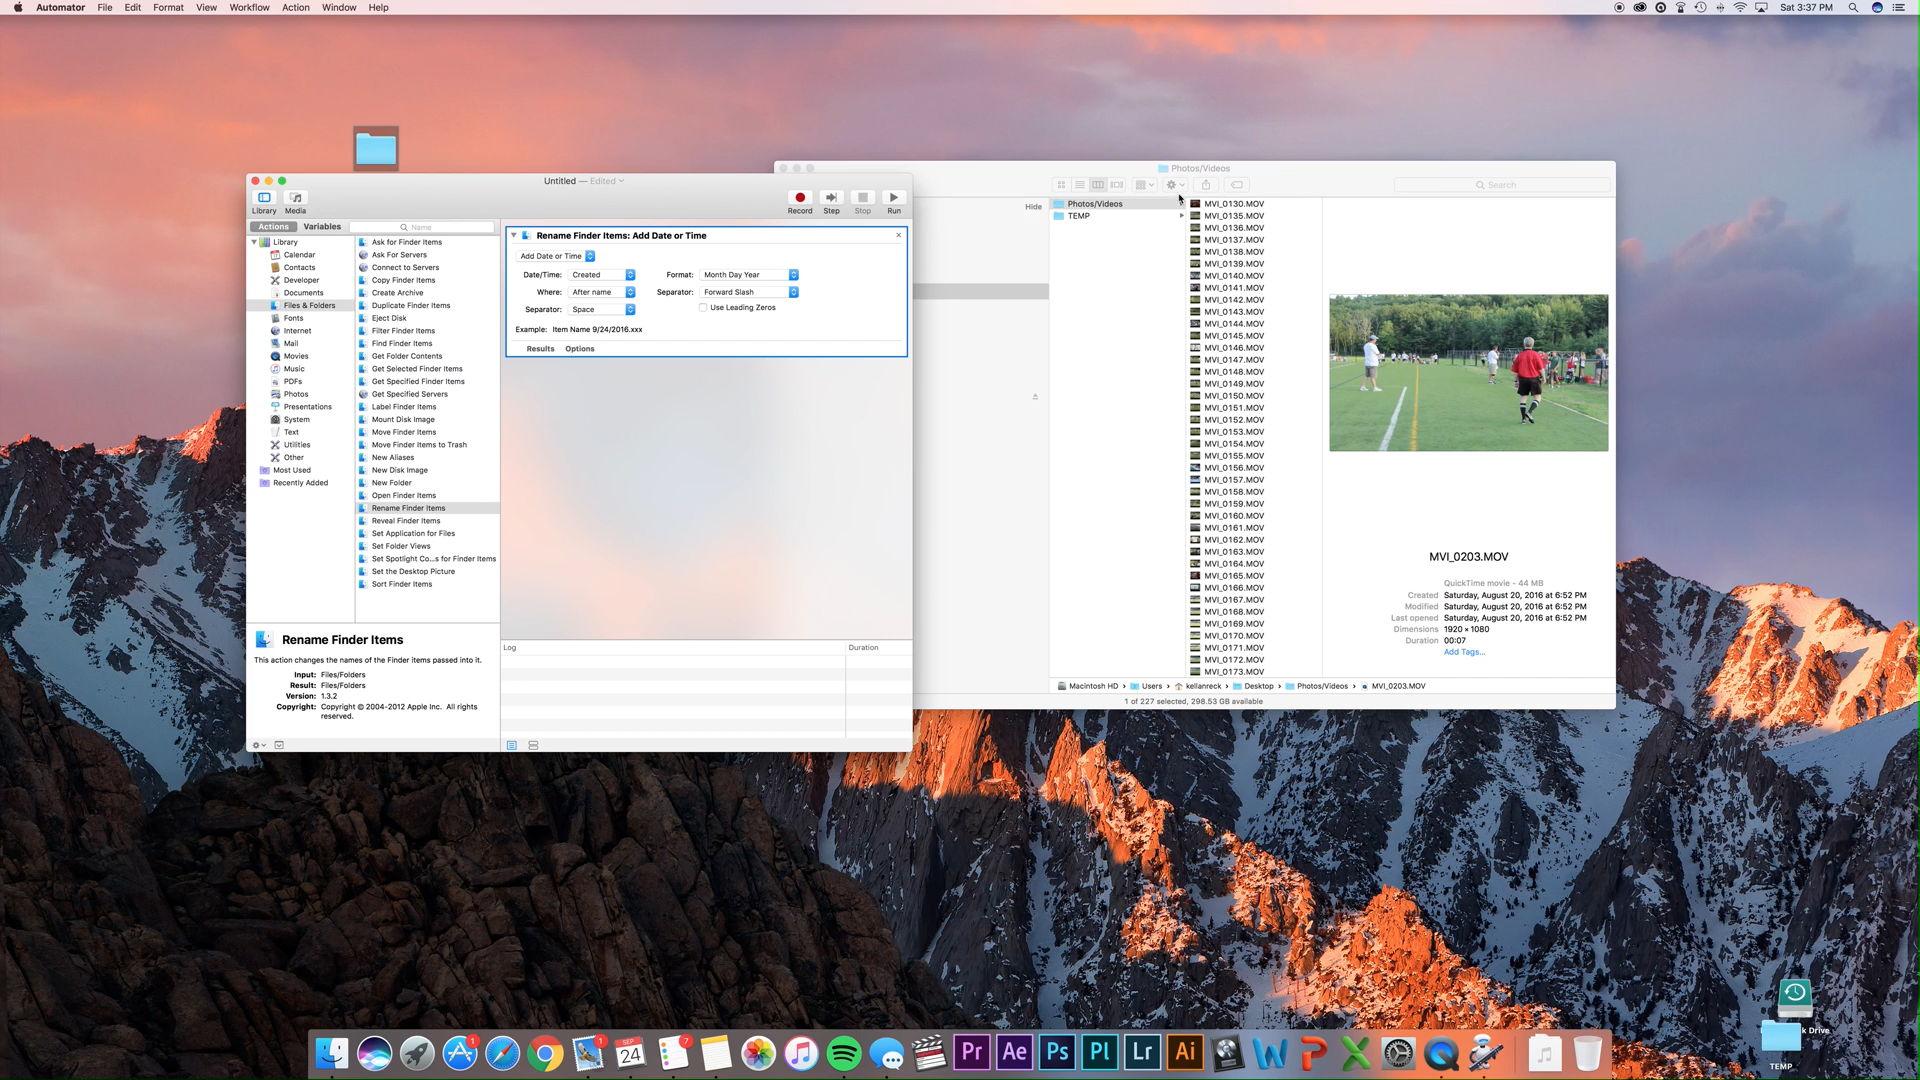 Automator File Edit Format View Workflow Action Window Help
Sat 3:37 PM
Untitled — Edited
Library Media
Record Step Stop Run
Actions Variables
Name
Library
Calendar
Contacts
Developer
Documents
Files & Folders
Fonts
Internet
Mail
Movies
Music
PDFs
Photos
Presentations
System
Text
Utilities
Other
Most Used
Recently Added
Ask for Finder Items
Ask For Servers
Connect to Servers
Copy Finder Items
Create Archive
Duplicate Finder Items
Eject Disk
Filter Finder Items
Find Finder Items
Get Folder Contents
Get Selected Finder Items
Get Specified Finder Items
Get Specified Servers
Label Finder Items
Mount Disk Image
Move Finder Items
Move Finder Items to Trash
New Aliases
New Disk Image
New Folder
Open Finder Items
Rename Finder Items
Reveal Finder Items
Set Application for Files
Set Folder Views
Set Spotlight Co...s for Finder Items
Set the Desktop Picture
Sort Finder Items
Rename Finder Items
This action changes the names of the Finder items passed into it.
Input: Files/Folders
Result: Files/Folders
Version: 1.3.2
Copyright: Copyright © 2004-2012 Apple Inc. All rights
reserved.
Rename Finder Items: Add Date or Time
Add Date or Time
Date/Time: Created Format: Month Day Year
Where: After name Separator: Forward Slash
Separator: Space Use Leading Zeros
Example: Item Name 9/24/2016.xxx
Results Options
Log Duration
Photos/Videos
Search
Hide
Photos/Videos
TEMP
MVI_0130.MOV
MVI_0135.MOV
MVI_0136.MOV
MVI_0137.MOV
MVI_0138.MOV
MVI_0139.MOV
MVI_0140.MOV
MVI_0141.MOV
MVI_0142.MOV
MVI_0143.MOV
MVI_0144.MOV
MVI_0145.MOV
MVI_0146.MOV
MVI_0147.MOV
MVI_0148.MOV
MVI_0149.MOV
MVI_0150.MOV
MVI_0151.MOV
MVI_0152.MOV
MVI_0153.MOV
MVI_0154.MOV
MVI_0155.MOV
MVI_0156.MOV
MVI_0157.MOV
MVI_0158.MOV
MVI_0159.MOV
MVI_0160.MOV
MVI_0161.MOV
MVI_0162.MOV
MVI_0163.MOV
MVI_0164.MOV
MVI_0165.MOV
MVI_0166.MOV
MVI_0167.MOV
MVI_0168.MOV
MVI_0169.MOV
MVI_0170.MOV
MVI_0171.MOV
MVI_0172.MOV
MVI_0173.MOV
MVI_0203.MOV
QuickTime movie - 44 MB
Created Saturday, August 20, 2016 at 6:52 PM
Modified Saturday, August 20, 2016 at 6:52 PM
Last opened Saturday, August 20, 2016 at 6:52 PM
Dimensions 1920 × 1080
Duration 00:07
Add Tags...
Macintosh HD › Users › kellanreck › Desktop › Photos/Videos › MVI_0203.MOV
1 of 227 selected, 298.53 GB available
k Drive
TEMP
1
1
SEP
24
7
Pr Ae Ps Pl Lr Ai